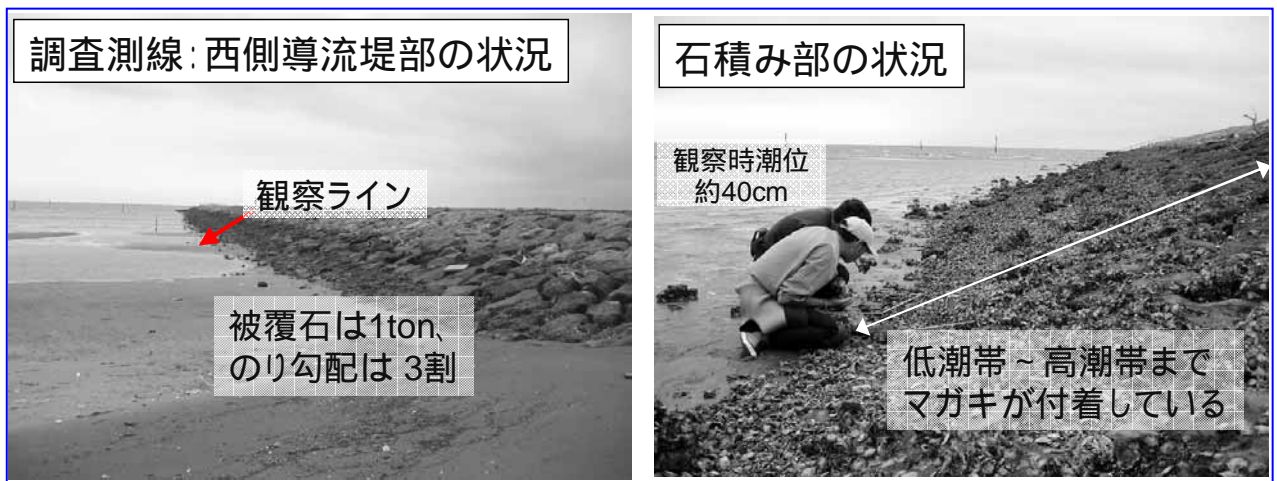 調査測線:西側導流堤部の状況
観察ライン
被覆石は1ton、
のり勾配は3割
石積み部の状況
観察時潮位
約40cm
低潮帯~高潮帯まで
マガキが付着している